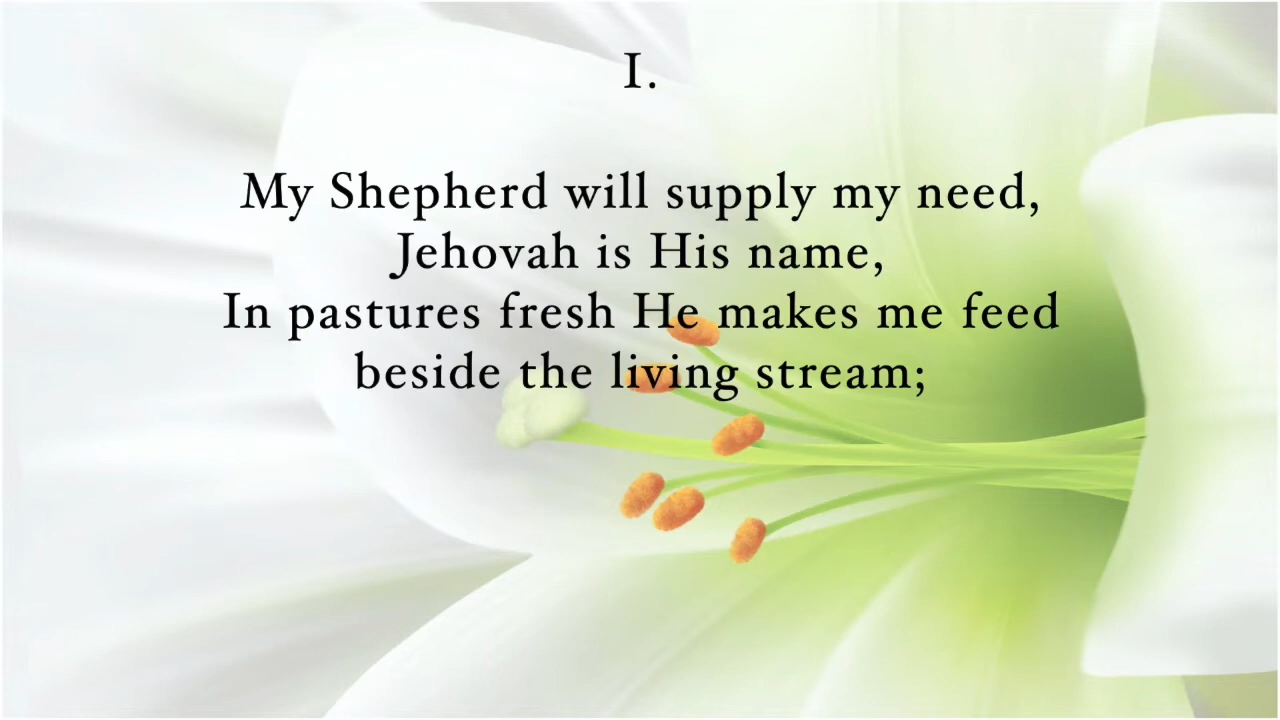 I.
My Shepherd will supply my need,
Jehovah is His name,
In pastures fresh He makes me feed
beside the living stream;